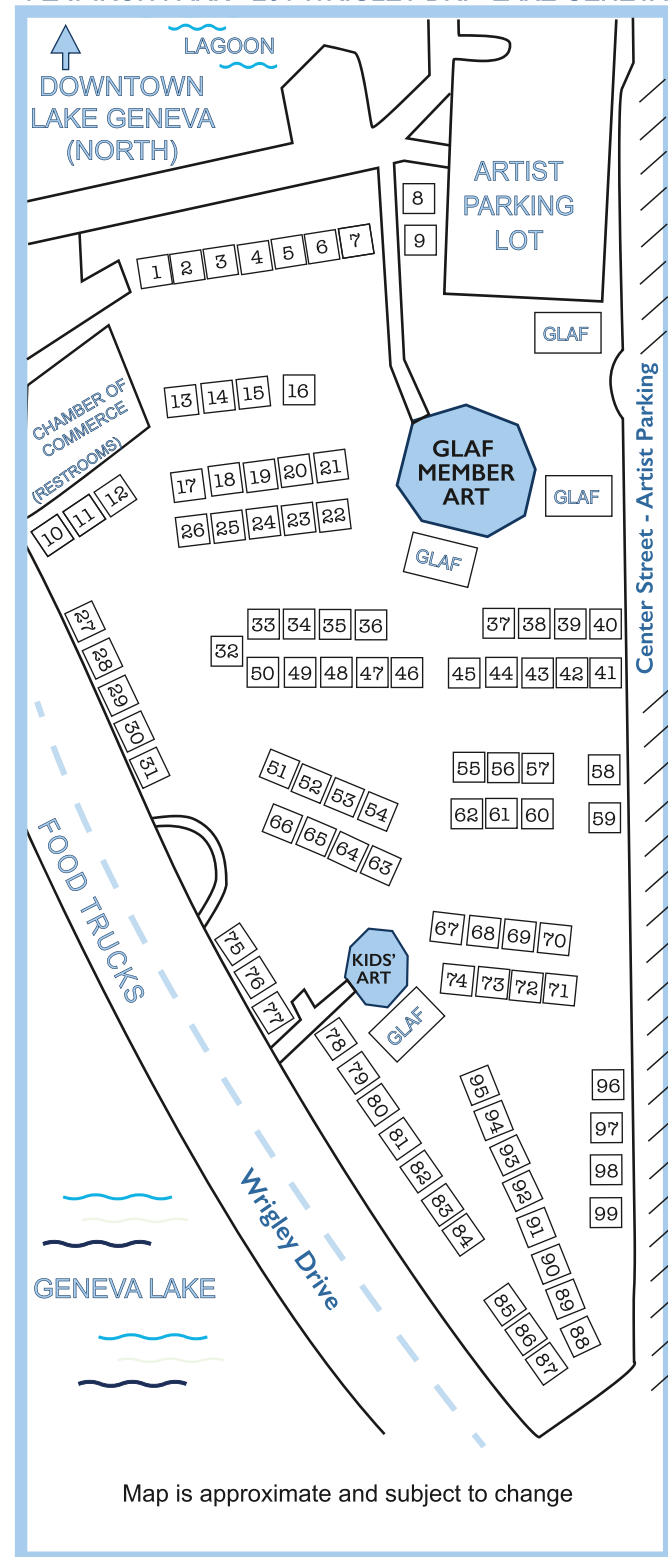 LAGOON
DOWNTOWN
LAKE GENEVA
(NORTH)
ARTIST
PARKING
LOT
8
9
1 2 3 4 5 6 7
GLAF
CHAMBER OF
COMMERCE
(RESTROOMS)
13 14 15 16
Center Street - Artist Parking
GLAF
MEMBER
ART
GLAF
GLAF
17 18 19 20 21
10 11 12
26 25 24 23 22
27
28
29
30
31
32
33 34 35 36
37 38 39 40
50 49 48 47 46
45 44 43 42 41
51 52 53 54
55 56 57 58
66 65 64 63
62 61 60 59
FOOD TRUCKS
67 68 69 70
75
76
77
KIDS'
ART
74 73 72 71
GLAF
78
79
80
81
82
83
84
95
94
93
92
91
90
89
88
96
97
98
99
85
86
87
Wrigley Drive
GENEVA LAKE
Map is approximate and subject to change